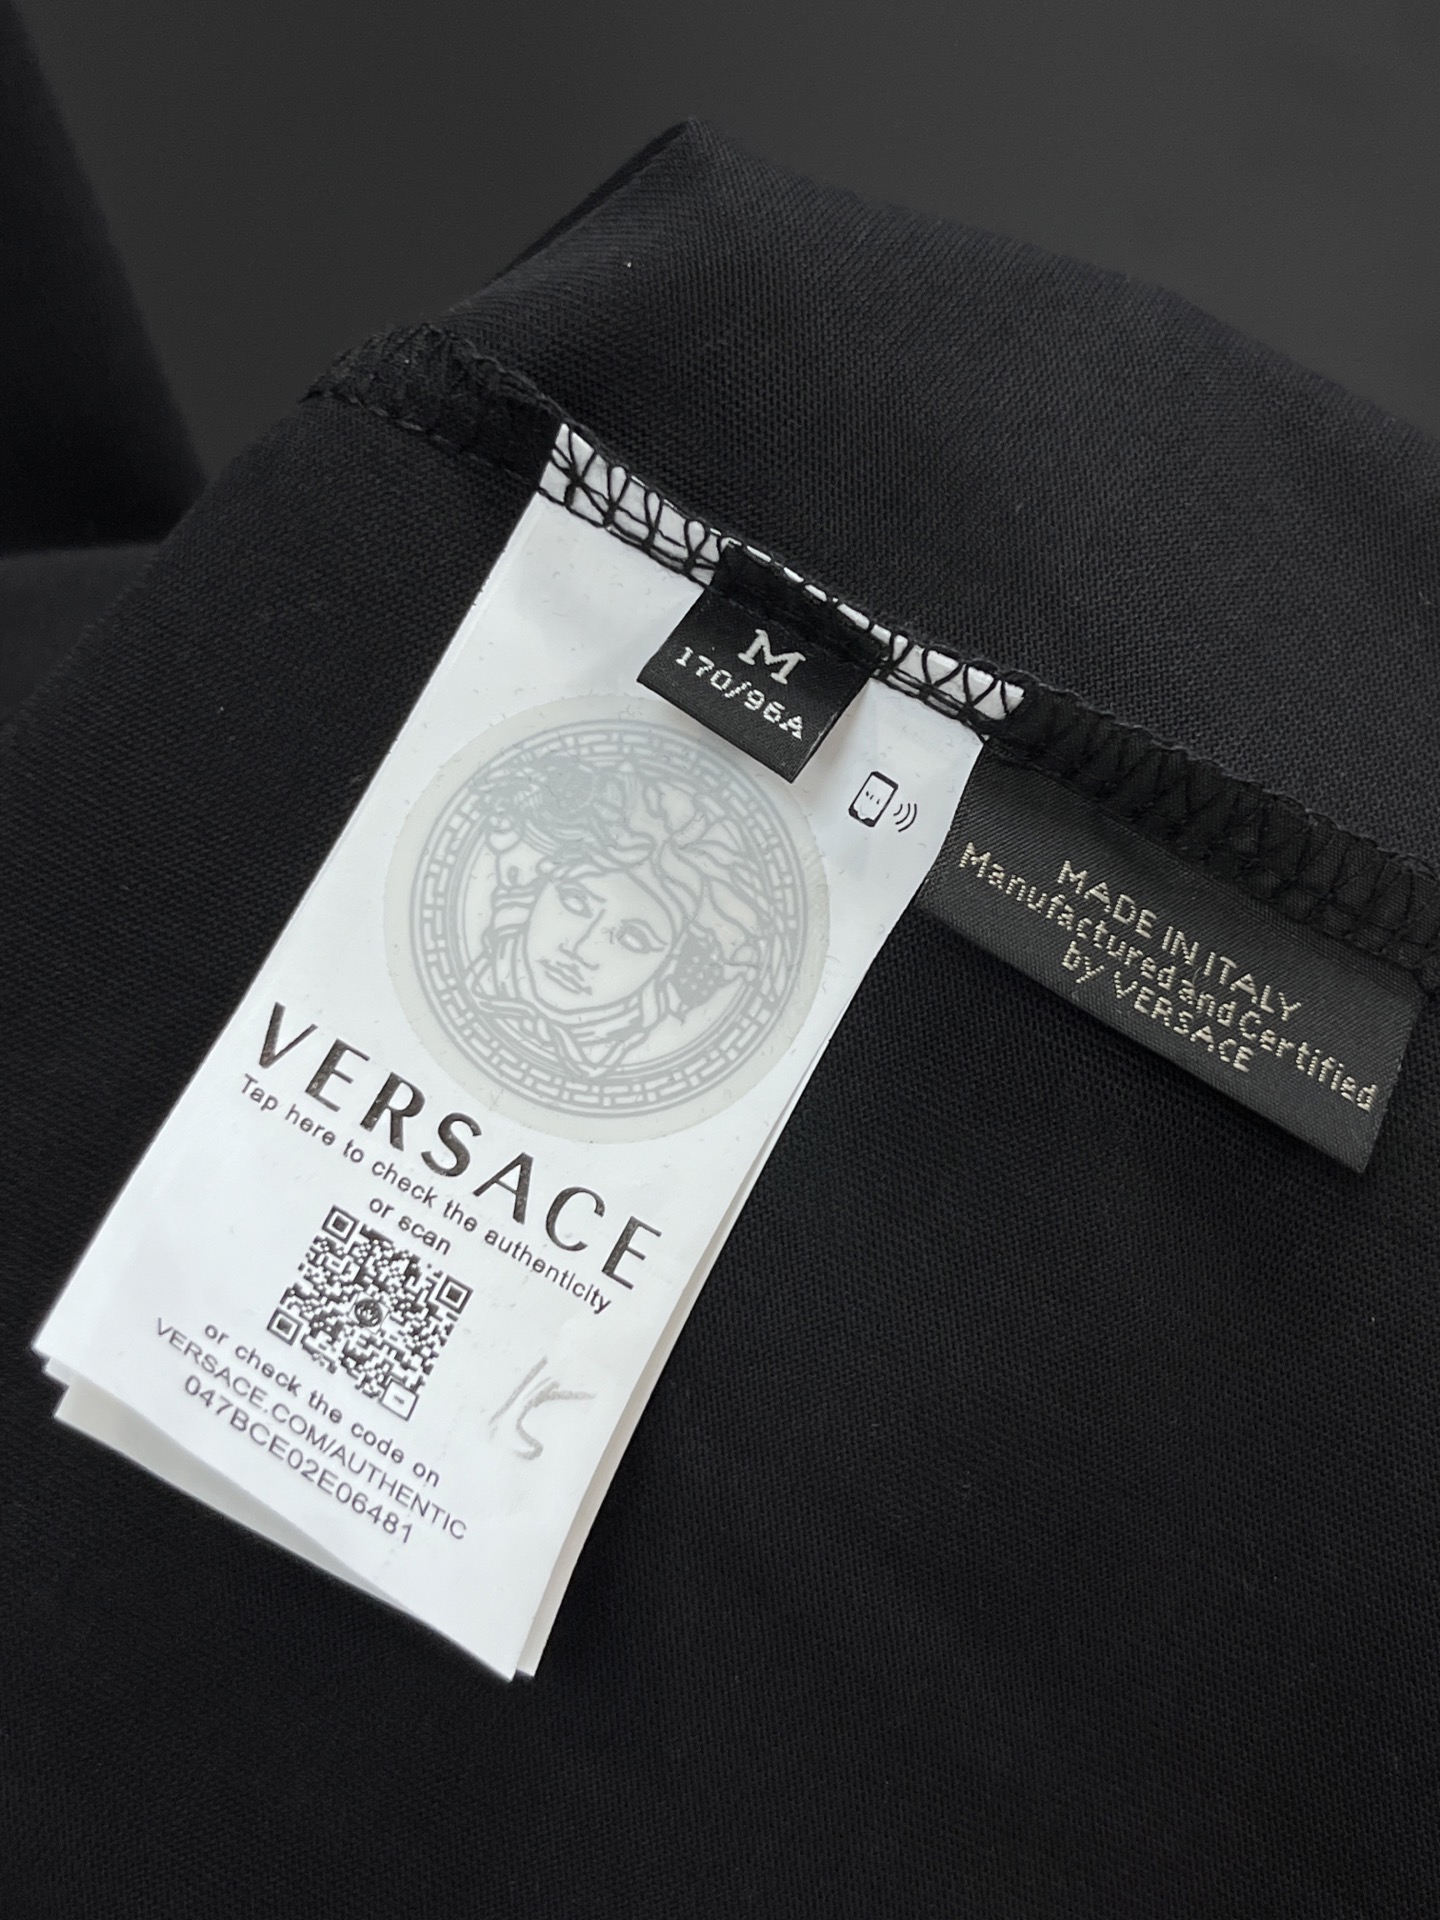 M
170/96A
MADE IN ITALY
Manufactured and Certified
by VERSACE
VERSACE
Tap here to check the authenticity
or scan
or check the code on
VERSACE.COM/AUTHENTIC
047BCE02E06481
15